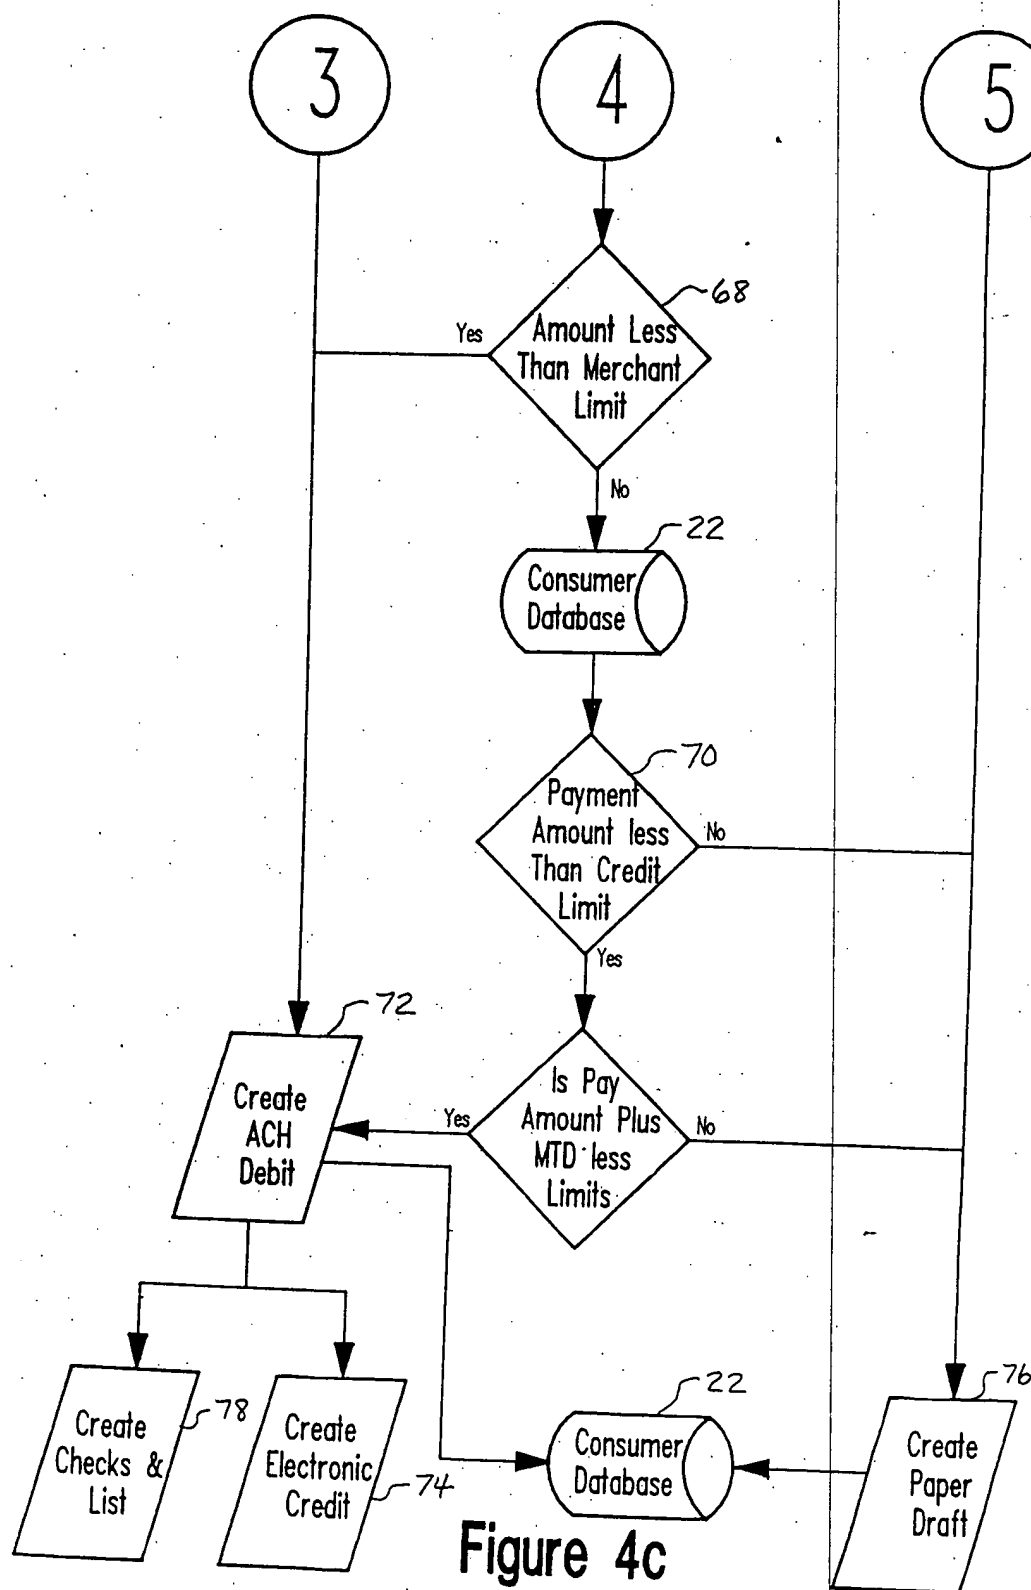 3
4
5
68
Yes
Amount Less
Than Merchant
Limit
No
22
Consumer
Database
70
Payment
Amount less
Than Credit
Limit
No
Yes
72
Create
ACH
Debit
Yes
Is Pay
Amount Plus
MTD less
Limits
No
78
Create
Checks &
List
Create
Electronic
Credit
74
22
Consumer
Database
76
Create
Paper
Draft
Figure 4c